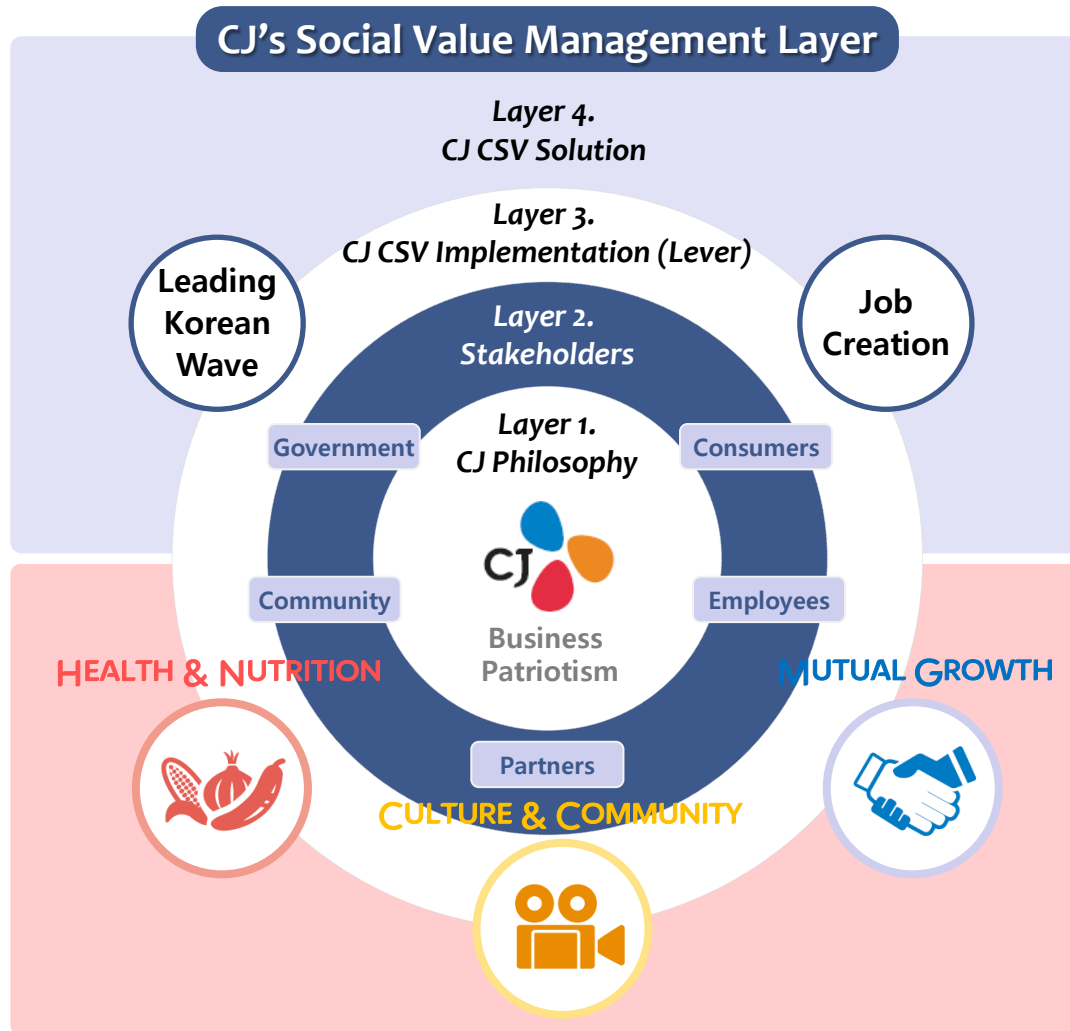 CJ's Social Value Management Layer
Layer 4.
CJ CSV Solution
Layer 3.
CJ CSV Implementation (Lever)
Leading
Korean
Wave
Job
Creation
Layer 2.
Stakeholders
Layer 1.
CJ Philosophy
Government
Consumers
CJ
Community
Employees
Business
Patriotism
HEALTH & NUTRITION
MUTUAL GROWTH
Partners
CULTURE & COMMUNITY